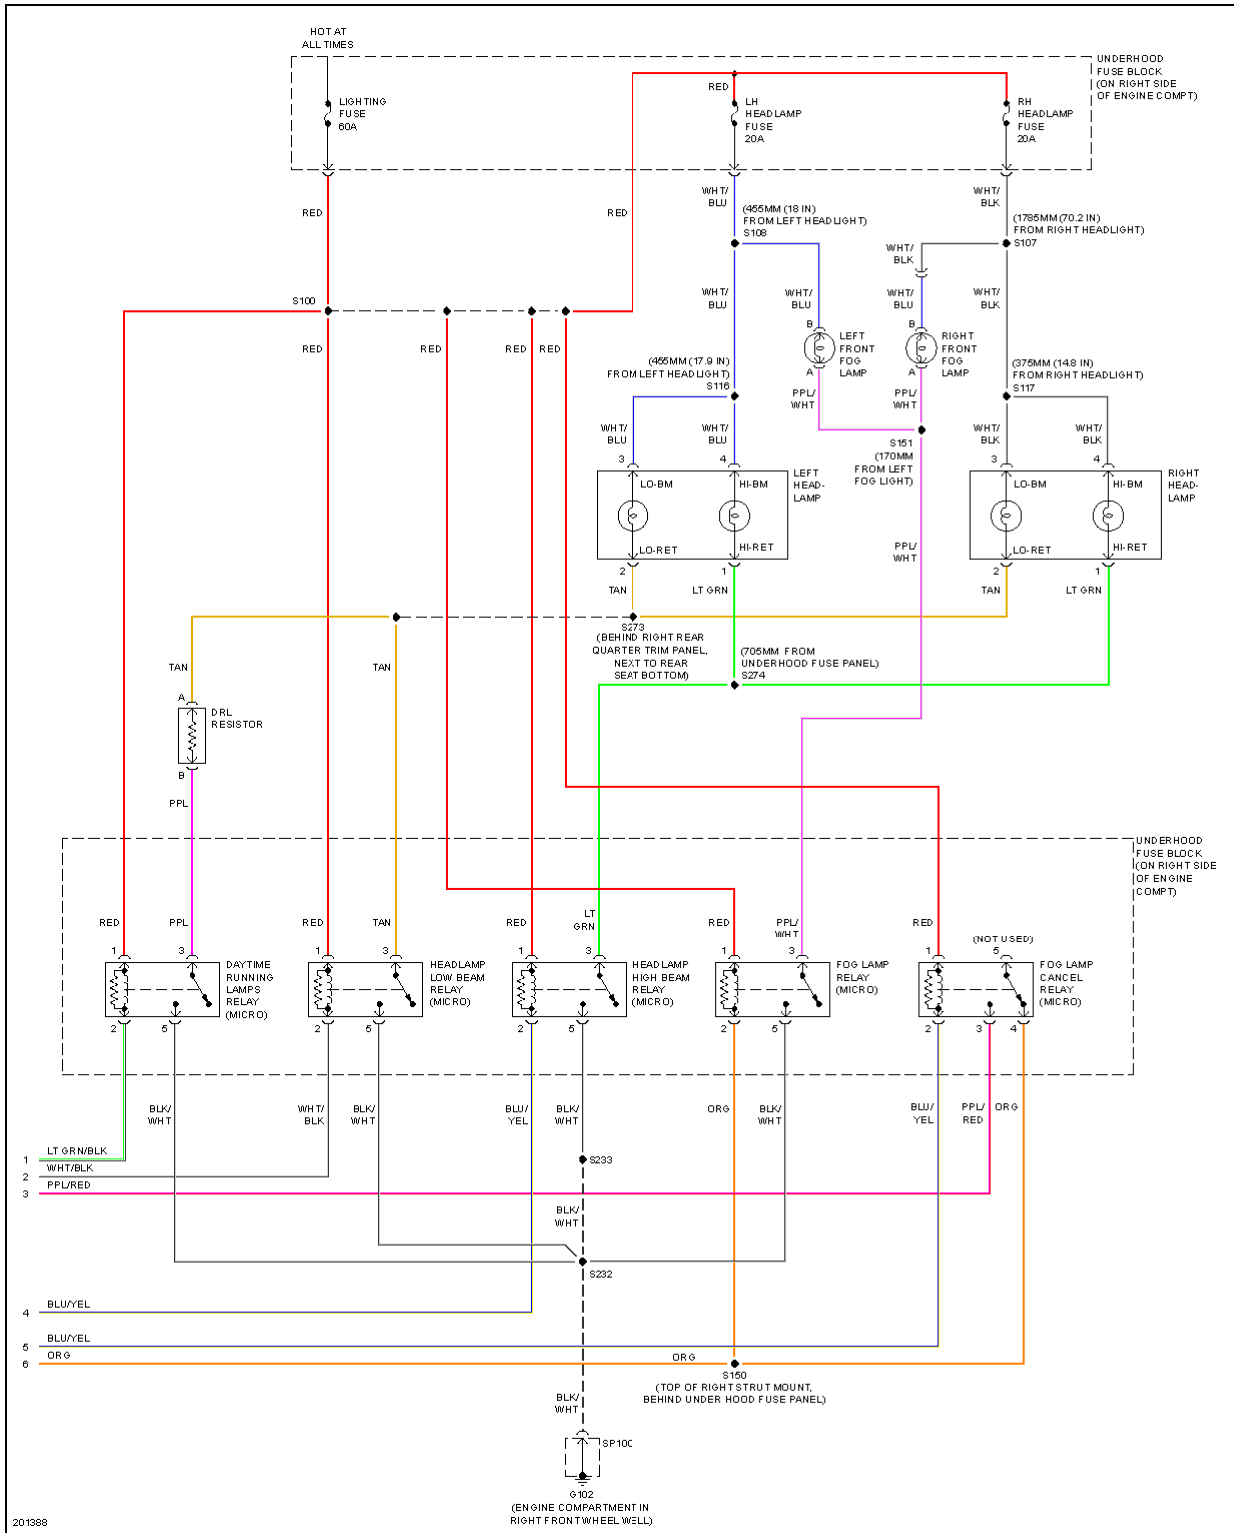 HOT AT
ALL TIMES
UNDERHOOD
FUSE BLOCK
(ON RIGHT SIDE
OF ENGINE COMPT)
LIGHTING
FUSE
60A
RED
LH
HEADLAMP
FUSE
20A
RH
HEADLAMP
FUSE
20A
RED
RED
WHT/
BLU
WHT/
BLK
(455MM (18 IN)
FROM LEFT HEADLIGHT)
S108
(1785MM (70.2 IN)
FROM RIGHT HEADLIGHT)
S107
WHT/
BLK
S100
WHT/
BLU
WHT/
BLU
WHT/
BLU
WHT/
BLK
RED
RED
RED
RED
B
LEFT
FRONT
FOG
LAMP
A
B
RIGHT
FRONT
FOG
LAMP
A
(455MM (17.9 IN)
FROM LEFT HEADLIGHT)
S116
(375MM (14.8 IN)
FROM RIGHT HEADLIGHT)
S117
PPL/
WHT
PPL/
WHT
WHT/
BLU
WHT/
BLU
S151
(170MM
FROM LEFT
FOG LIGHT)
WHT/
BLK
WHT/
BLK
3
4
3
4
LO-BM
HI-BM
LEFT
HEAD-
LAMP
LO-BM
HI-BM
RIGHT
HEAD-
LAMP
LO-RET
HI-RET
PPL/
WHT
LO-RET
HI-RET
2
1
2
1
TAN
LT GRN
TAN
LT GRN
S273
(BEHIND RIGHT REAR
QUARTER TRIM PANEL,
NEXT TO REAR
SEAT BOTTOM)
(705MM FROM
UNDERHOOD FUSE PANEL)
S274
TAN
TAN
A
DRL
RESISTOR
B
PPL
UNDERHOOD
FUSE BLOCK
(ON RIGHT SIDE
OF ENGINE
COMPT)
RED
PPL
RED
TAN
RED
LT
GRN
RED
PPL/
WHT
RED
(NOT USED)
1
3
1
3
1
3
1
3
1
5
DAYTIME
RUNNING
LAMPS
RELAY
(MICRO)
HEADLAMP
LOW BEAM
RELAY
(MICRO)
HEADLAMP
HIGH BEAM
RELAY
(MICRO)
FOG LAMP
RELAY
(MICRO)
FOG LAMP
CANCEL
RELAY
(MICRO)
2
5
2
5
2
5
2
5
2
3
4
BLK/
WHT
WHT/
BLK
BLK/
WHT
BLU/
YEL
BLK/
WHT
ORG
BLK/
WHT
BLU/
YEL
PPL/
RED
ORG
1
LT GRN/BLK
2
WHT/BLK
3
PPL/RED
S233
BLK/
WHT
S232
4
BLU/YEL
5
BLU/YEL
6
ORG
ORG
S150
(TOP OF RIGHT STRUT MOUNT,
BEHIND UNDER HOOD FUSE PANEL)
BLK/
WHT
SP100
G102
(ENGINE COMPARTMENT IN
RIGHT FRONT WHEEL WELL)
201388